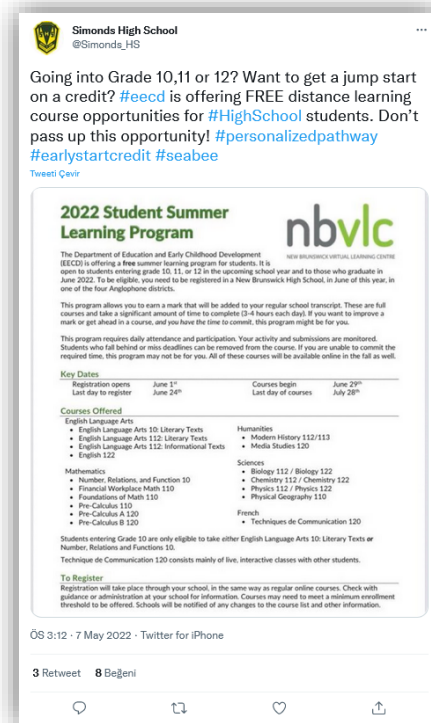 Simonds High School
@Simonds_HS
Going into Grade 10,11 or 12? Want to get a jump start
on a credit? #eecd is offering FREE distance learning
course opportunities for #HighSchool students. Don't
pass up this opportunity! #personalizedpathway
#earlystartcredit #seabee
Tweeti Çevir
2022 Student Summer
Learning Program
nbvlc
NEW BRUNSWICK VIRTUAL LEARNING CENTRE
The Department of Education and Early Childhood Development
(EECD) is offering a free summer learning program for students. It is
open to students entering grade 10, 11, or 12 in the upcoming school year and to those who graduate in
June 2022. To be eligible, you need to be registered in a New Brunswick High School, in June of this year, in
one of the four Anglophone districts.
This program allows you to earn a mark that will be added to your regular school transcript. These are full
courses and take a significant amount of time to complete (3-4 hours each day). If you want to improve a
mark or get ahead in a course, and you have the time to commit, this program might be for you.
This program requires daily attendance and participation. Your activity and submissions are monitored.
Students who fall behind or miss deadlines can be removed from the course. If you are unable to commit the
required time, this program may not be for you. All of these courses will be available online in the fall as well.
Key Dates
Registration opens June 1st Courses begin June 29th
Last day to register June 24th Last day of courses July 28th
Courses Offered
English Language Arts
• English Language Arts 10: Literary Texts
• English Language Arts 112: Literary Texts
• English Language Arts 112: Informational Texts
• English 122
Mathematics
• Number, Relations, and Function 10
• Financial Workplace Math 110
• Foundations of Math 110
• Pre-Calculus 110
• Pre-Calculus A 120
• Pre-Calculus B 120
Humanities
• Modern History 112/113
• Media Studies 120
Sciences
• Biology 112 / Biology 122
• Chemistry 112 / Chemistry 122
• Physics 112 / Physics 122
• Physical Geography 110
French
• Techniques de Communication 120
Students entering Grade 10 are only eligible to take either English Language Arts 10: Literary Texts or
Number, Relations and Functions 10.
Technique de Communication 120 consists mainly of live, interactive classes with other students.
To Register
Registration will take place through your school, in the same way as regular online courses. Check with
guidance or administration at your school for information. Courses may need to meet a minimum enrollment
threshold to be offered. Schools will be notified of any changes to the course list and other information.
ÖS 3:12 · 7 May 2022 · Twitter for iPhone
3 Retweet 8 Beğeni